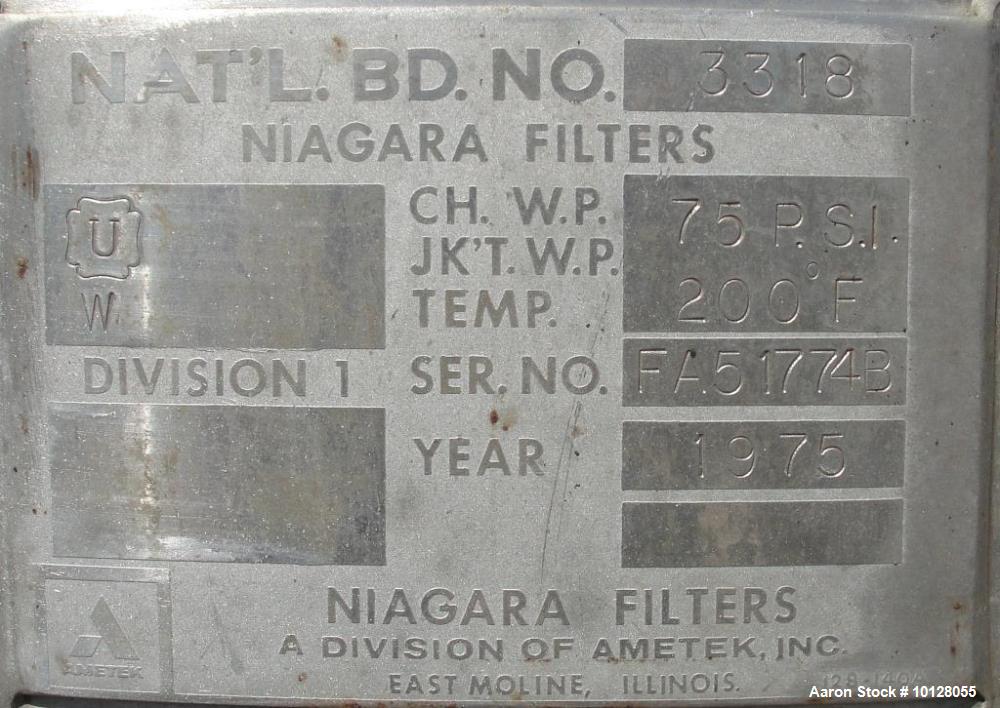 NAT'L. BD. NO. 3318
NIAGARA FILTERS
U
W
CH. W.P. 75 P.S.I.
JK'T. W.P.
TEMP. 200°F
DIVISION 1
SER. NO. FA51774B
YEAR 1975
NIAGARA FILTERS
A DIVISION OF AMETEK, INC.
EAST MOLINE, ILLINOIS.
AMETEK
Aaron Stock # 10128055